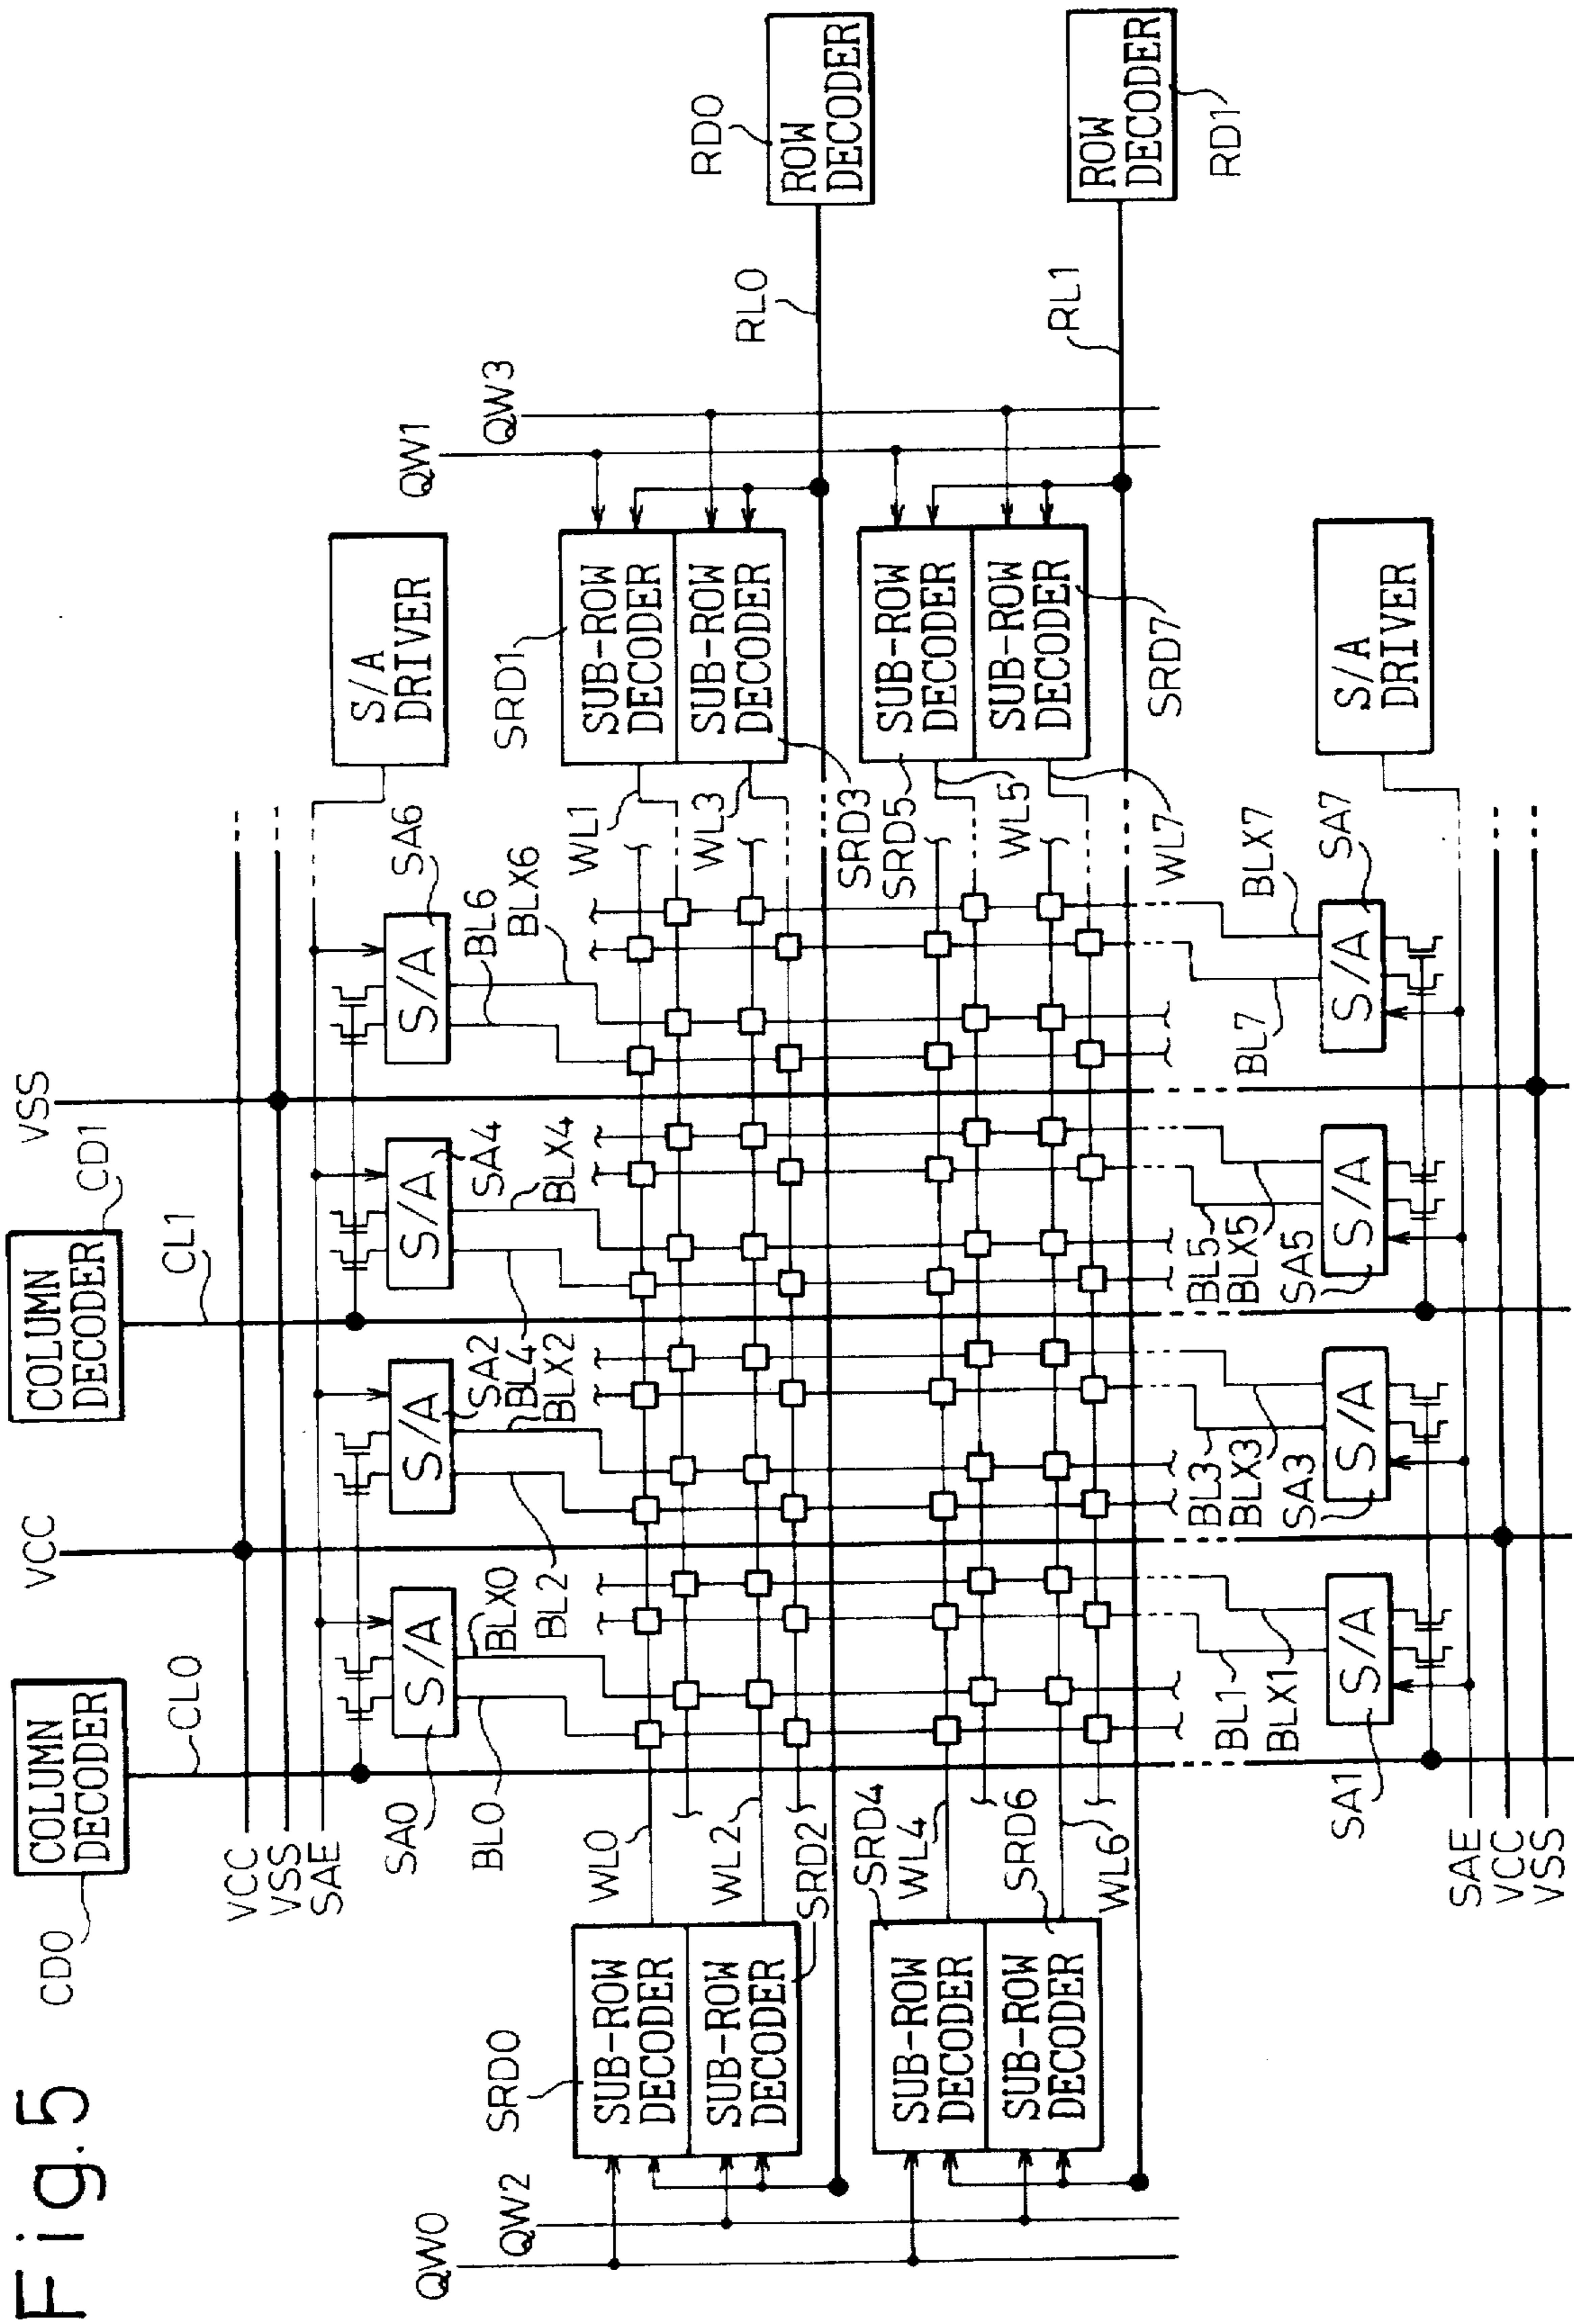 Fig.5
CD0
COLUMN
DECODER
CL0
VCC
COLUMN
DECODER
CD1
CL1
VSS
VCC
VSS
SAE
S/A
DRIVER
SA0
S/A
S/A
SA2
S/A
SA4
S/A
SA6
BL0
BLX0
BL2
BLX2
BL4
BLX4
BL6
BLX6
QW0
QW2
QW1
QW3
SRD0
SUB-ROW
DECODER
SUB-ROW
DECODER
SRD2
WL0
WL2
WL1
WL3
SRD1
SUB-ROW
DECODER
SUB-ROW
DECODER
SRD3
RL0
RD0
ROW
DECODER
SUB-ROW
DECODER
SUB-ROW
DECODER
SRD4
WL4
SRD6
WL6
SRD5
WL5
WL7
SUB-ROW
DECODER
SUB-ROW
DECODER
SRD7
RL1
ROW
DECODER
RD1
BL1
BLX1
BL3
BLX3
BL5
BLX5
BL7
BLX7
SA1
S/A
SA3
S/A
SA5
S/A
S/A
SA7
S/A
DRIVER
SAE
VCC
VSS